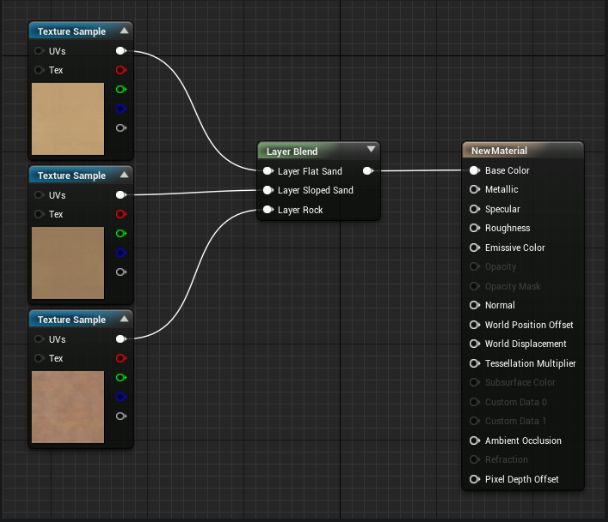 Texture Sample
UVs
Tex
Texture Sample
UVs
Tex
Texture Sample
UVs
Tex
Layer Blend
Layer Flat Sand
Layer Sloped Sand
Layer Rock
NewMaterial
Base Color
Metallic
Specular
Roughness
Emissive Color
Opacity
Opacity Mask
Normal
World Position Offset
World Displacement
Tessellation Multiplier
Subsurface Color
Custom Data 0
Custom Data 1
Ambient Occlusion
Refraction
Pixel Depth Offset